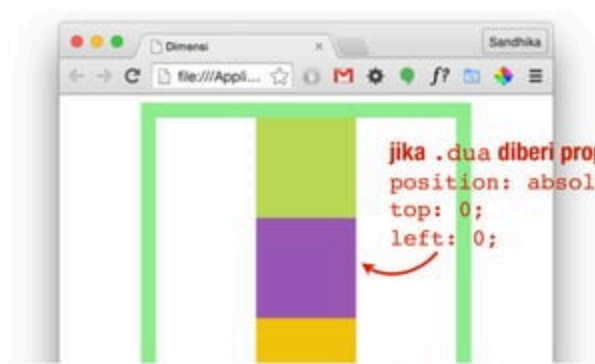 Dimensi
Sandhika
file:///Appli...
f?
jika .dua diberi prop
position: absol
top: 0;
left: 0;